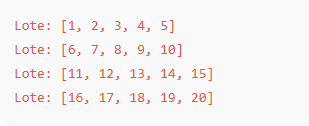 Lote: [1, 2, 3, 4, 5]
Lote: [6, 7, 8, 9, 10]
Lote: [11, 12, 13, 14, 15]
Lote: [16, 17, 18, 19, 20]